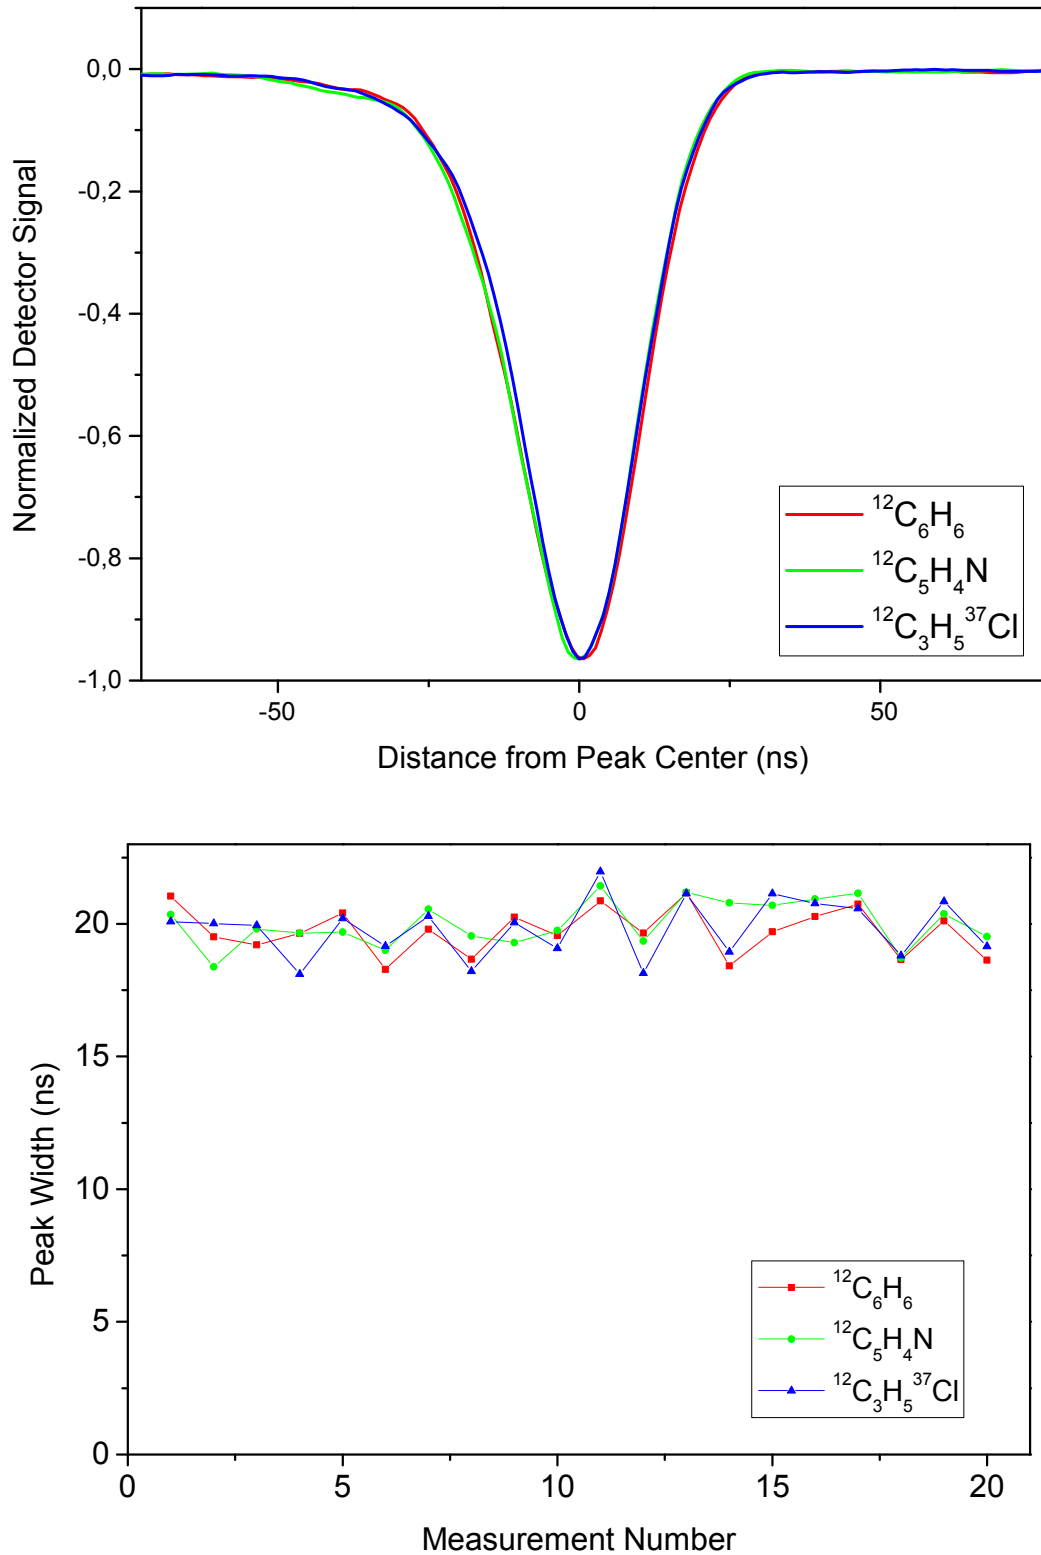 0,0
-0,2
-0,4
-0,6
-0,8
-1,0
Normalized Detector Signal
¹²C₆H₆
¹²C₅H₄N
¹²C₃H₅³⁷Cl
-50 0 50
Distance from Peak Center (ns)
20
15
10
5
0
Peak Width (ns)
¹²C₆H₆
¹²C₅H₄N
¹²C₃H₅³⁷Cl
0 5 10 15 20
Measurement Number